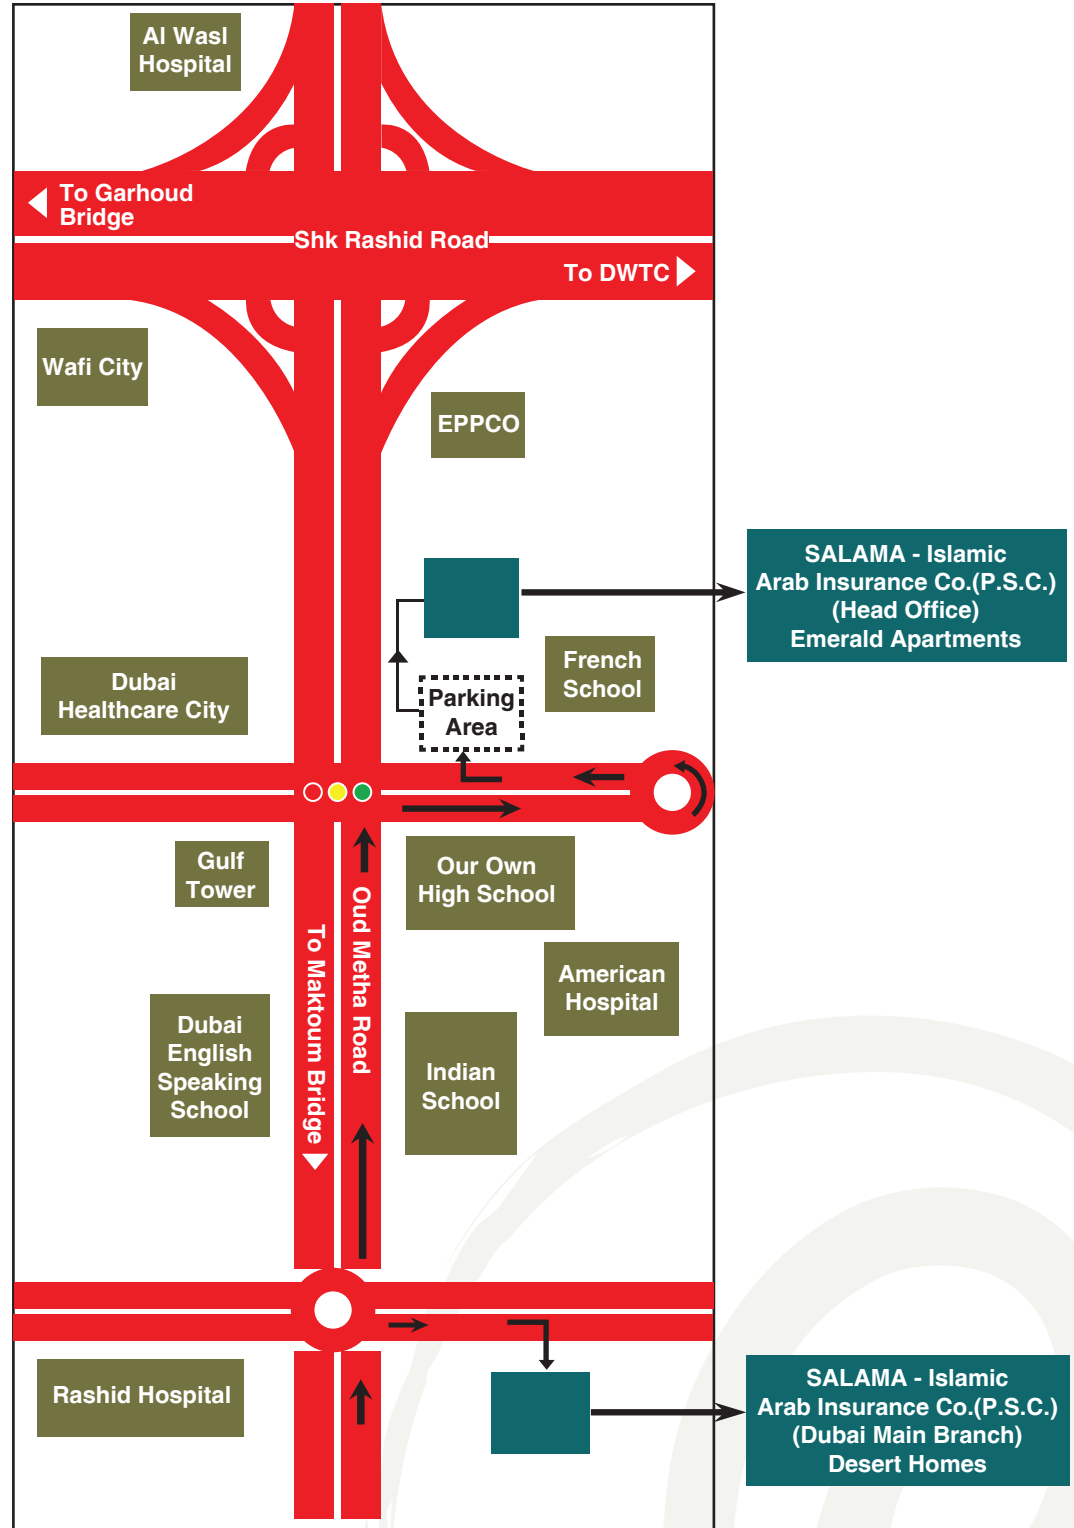 Al Wasl
Hospital
To Garhoud
Bridge
Shk Rashid Road
To DWTC
Wafi City
EPPCO
SALAMA - Islamic
Arab Insurance Co.(P.S.C.)
(Head Office)
Emerald Apartments
French
School
Dubai
Healthcare City
Parking
Area
Gulf
Tower
Our Own
High School
Oud Metha Road
To Maktoum Bridge
American
Hospital
Dubai
English
Speaking
School
Indian
School
Rashid Hospital
SALAMA - Islamic
Arab Insurance Co.(P.S.C.)
(Dubai Main Branch)
Desert Homes